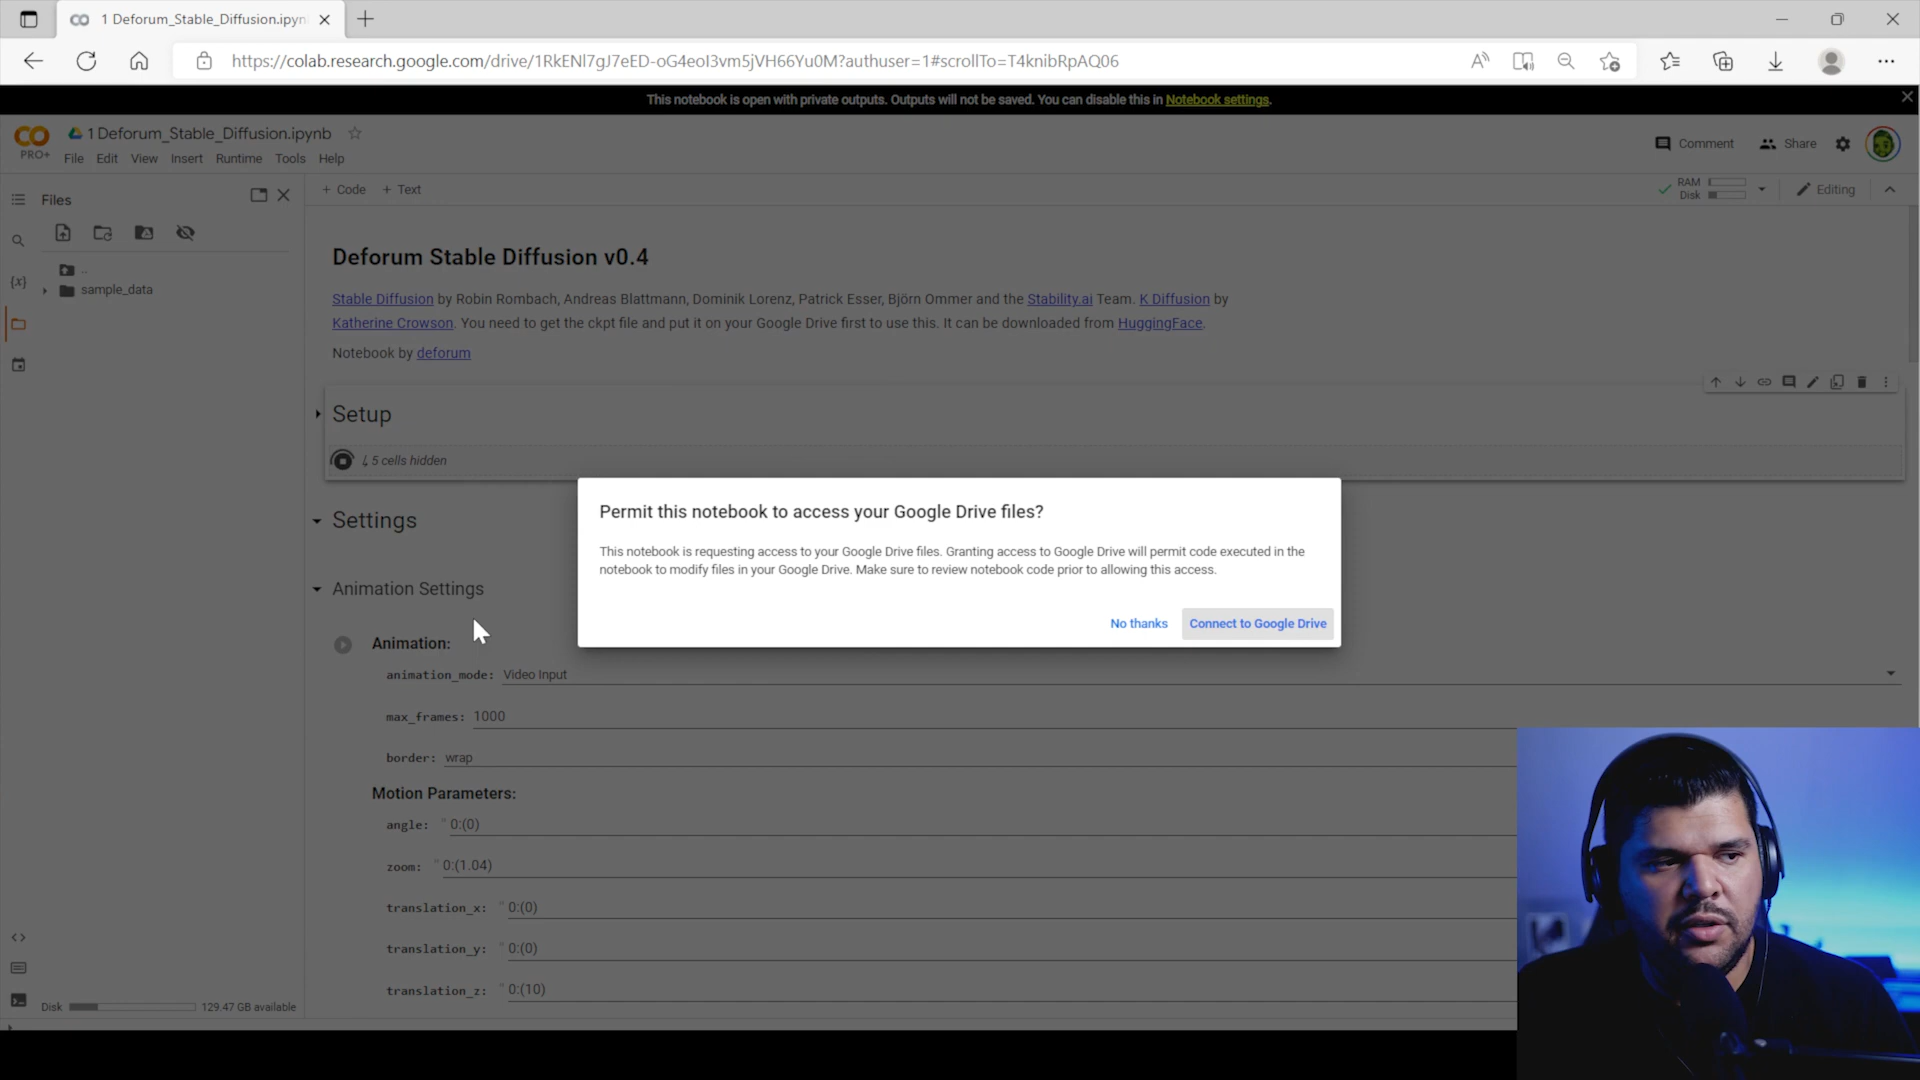 1 Deforum_Stable_Diffusion.ipyn
https://colab.research.google.com/drive/1RkENl7gJ7eED-oG4eoI3vm5jVH66Yu0M?authuser=1#scrollTo=T4knibRpAQ06
This notebook is open with private outputs. Outputs will not be saved. You can disable this in Notebook settings.
1 Deforum_Stable_Diffusion.ipynb
PRO+
File Edit View Insert Runtime Tools Help
Comment Share
Files
+ Code + Text
RAM
Disk
Editing
..
sample_data
Deforum Stable Diffusion v0.4
Stable Diffusion by Robin Rombach, Andreas Blattmann, Dominik Lorenz, Patrick Esser, Björn Ommer and the Stability.ai Team. K Diffusion by
Katherine Crowson. You need to get the ckpt file and put it on your Google Drive first to use this. It can be downloaded from HuggingFace.
Notebook by deforum
Setup
↳ 5 cells hidden
Permit this notebook to access your Google Drive files?
This notebook is requesting access to your Google Drive files. Granting access to Google Drive will permit code executed in the
notebook to modify files in your Google Drive. Make sure to review notebook code prior to allowing this access.
No thanks Connect to Google Drive
Settings
Animation Settings
Animation:
animation_mode: Video Input
max_frames: 1000
border: wrap
Motion Parameters:
angle: " 0:(0)
zoom: " 0:(1.04)
translation_x: " 0:(0)
translation_y: " 0:(0)
translation_z: " 0:(10)
Disk 129.47 GB available